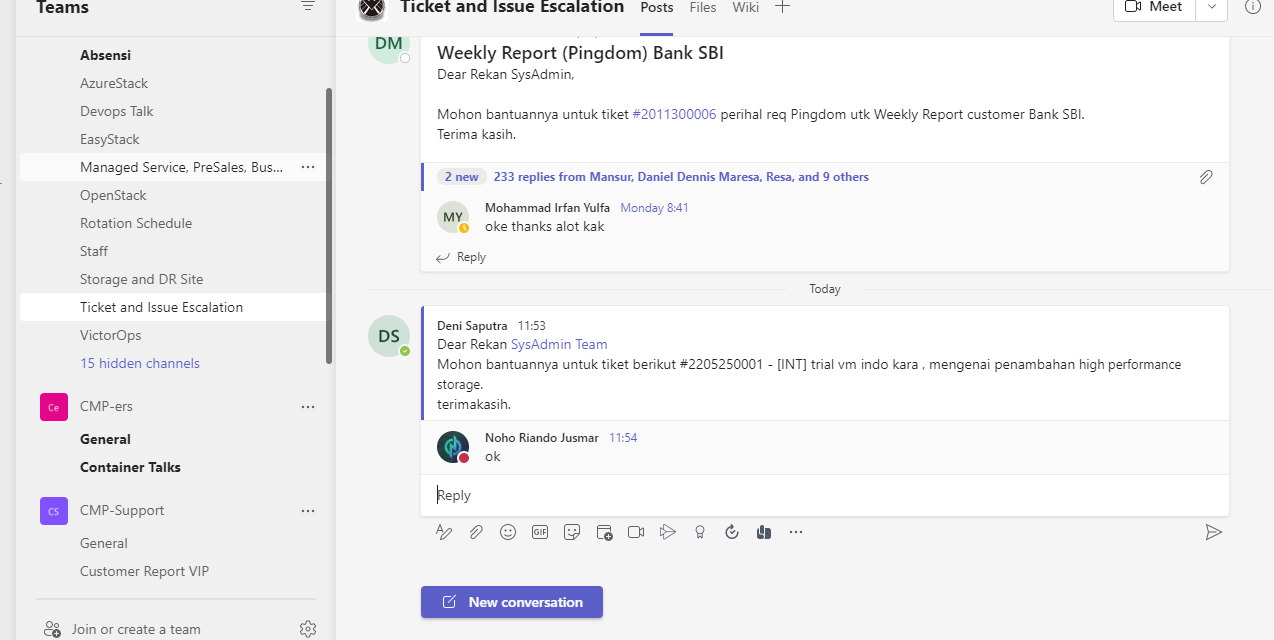 Teams
Absensi
AzureStack
Devops Talk
EasyStack
Managed Service, PreSales, Bus...
OpenStack
Rotation Schedule
Staff
Storage and DR Site
Ticket and Issue Escalation
VictorOps
15 hidden channels
Ce
CMP-ers
General
Container Talks
CS
CMP-Support
General
Customer Report VIP
Join or create a team
Ticket and Issue Escalation
Posts
Files
Wiki
Meet
DM
Weekly Report (Pingdom) Bank SBI
Dear Rekan SysAdmin,
Mohon bantuannya untuk tiket #2011300006 perihal req Pingdom utk Weekly Report customer Bank SBI.
Terima kasih.
2 new 233 replies from Mansur, Daniel Dennis Maresa, Resa, and 9 others
MY
Mohammad Irfan Yulfa Monday 8:41
oke thanks alot kak
Reply
Today
DS
Deni Saputra 11:53
Dear Rekan SysAdmin Team
Mohon bantuannya untuk tiket berikut #2205250001 - [INT] trial vm indo kara , mengenai penambahan high performance
storage.
terimakasih.
Noho Riando Jusmar 11:54
ok
Reply
GIF
New conversation